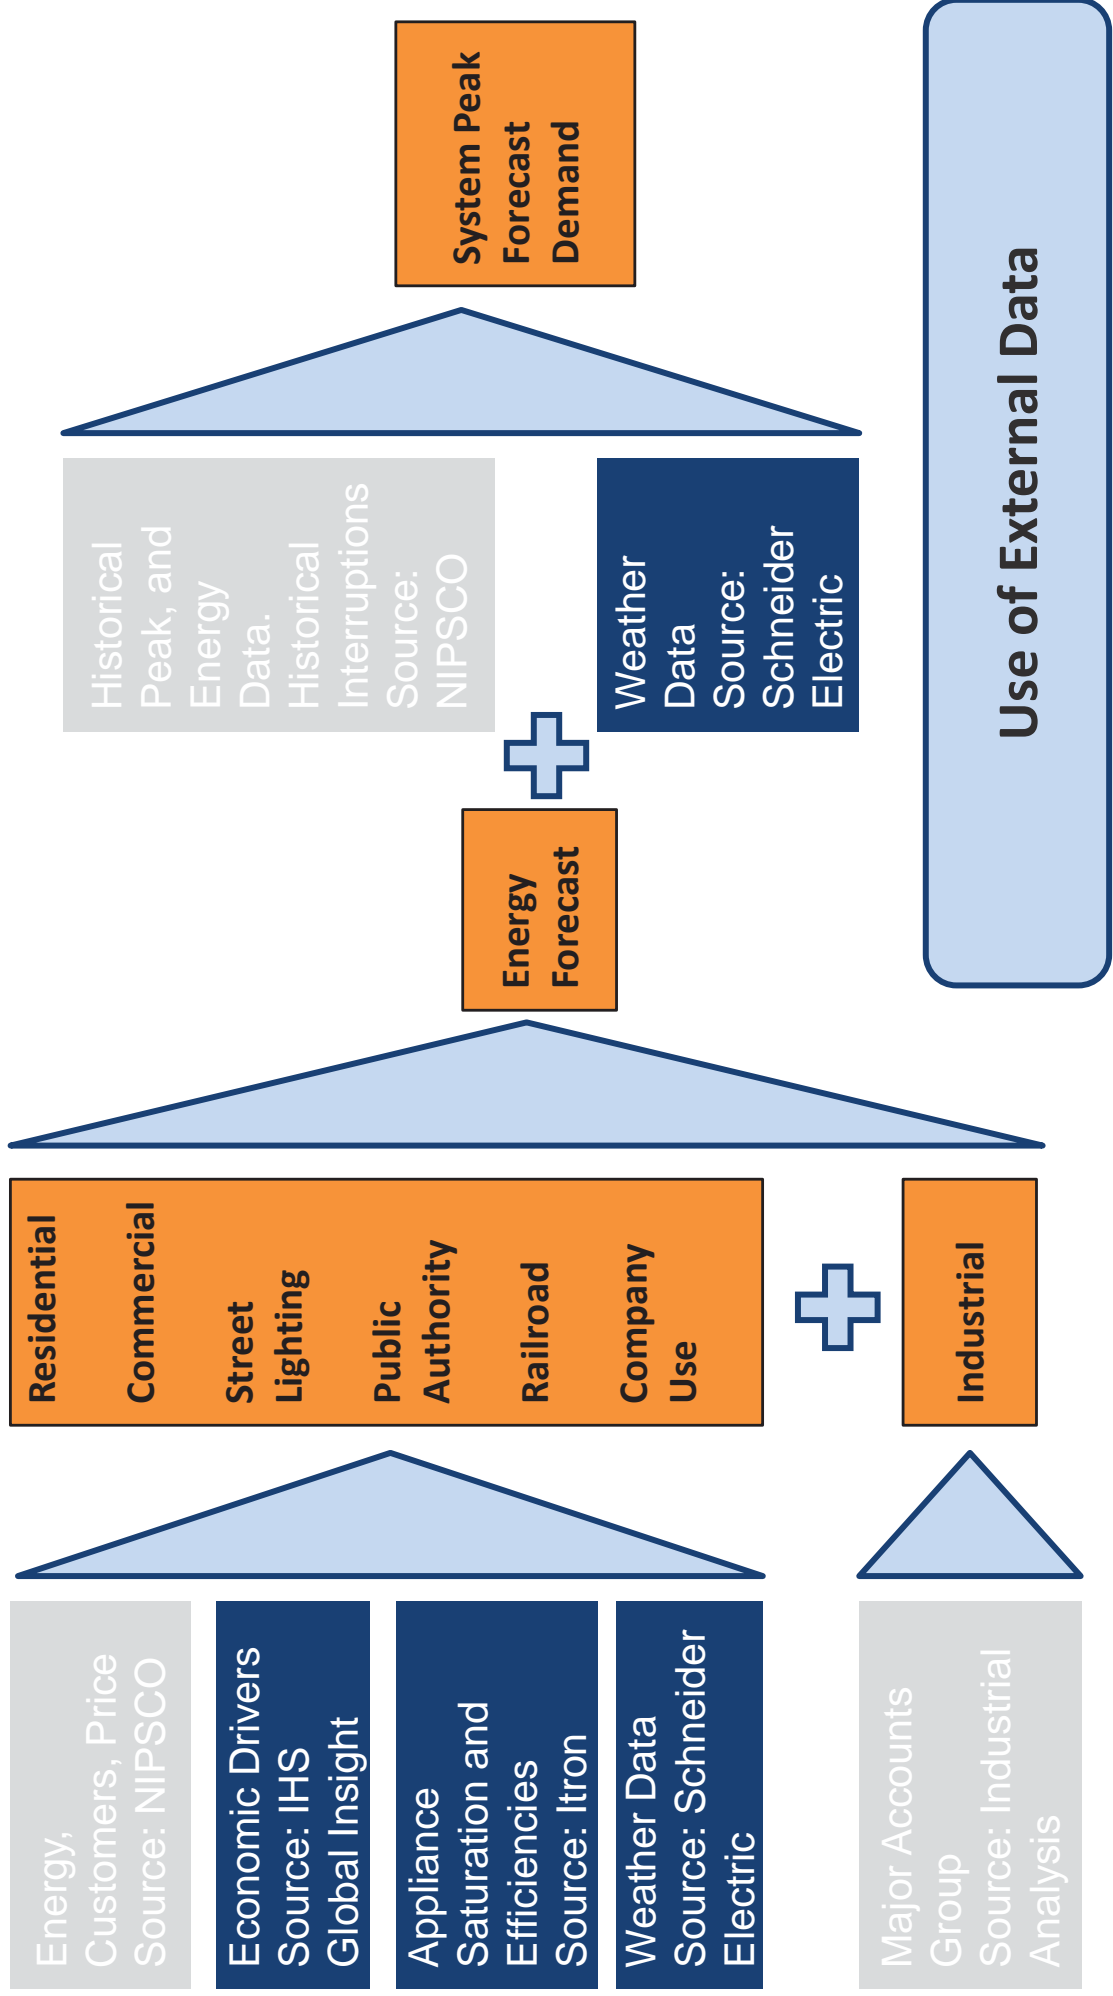 Energy,
Customers, Price
Source: NIPSCO
Economic Drivers
Source: IHS
Global Insight
Appliance
Saturation and
Efficiencies
Source: Itron
Weather Data
Source: Schneider
Electric
Major Accounts
Group
Source: Industrial
Analysis
Residential
Commercial
Street
Lighting
Public
Authority
Railroad
Company
Use
Industrial
Energy
Forecast
Historical
Peak, and
Energy
Data.
Historical
Interruptions
Source:
NIPSCO
Weather
Data
Source:
Schneider
Electric
System Peak
Forecast
Demand
Use of External Data